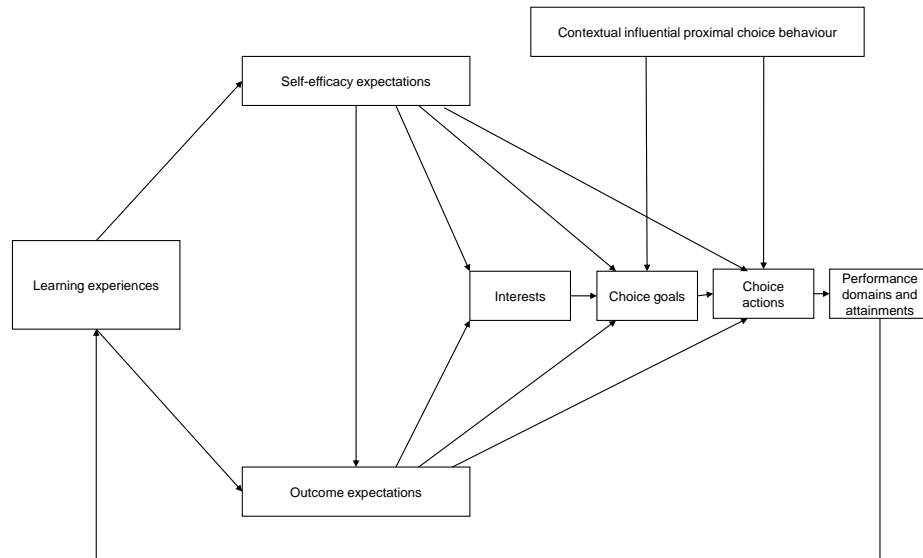 Contextual influential proximal choice behaviour
Self-efficacy expectations
Learning experiences
Interests
Choice goals
Choice
actions
Performance
domains and
attainments
Outcome expectations